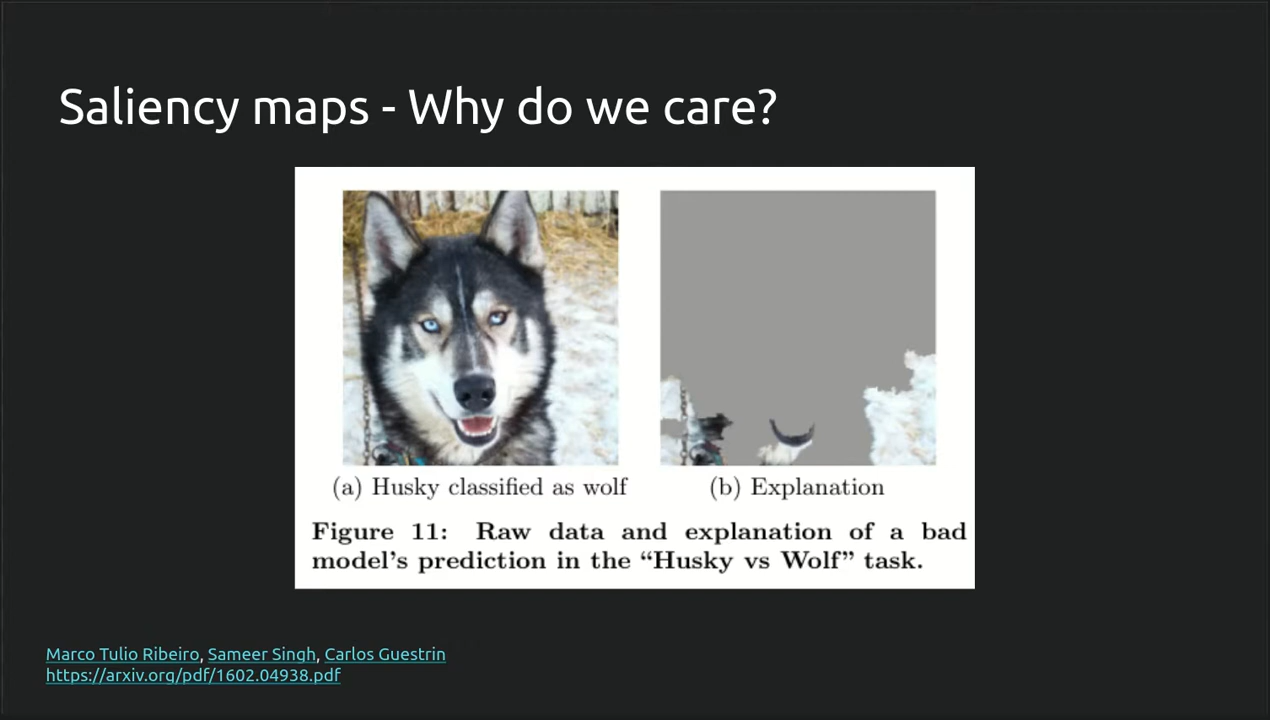 Saliency maps - Why do we care?
(a) Husky classified as wolf
(b) Explanation
Figure 11: Raw data and explanation of a bad
model's prediction in the “Husky vs Wolf” task.
Marco Tulio Ribeiro, Sameer Singh, Carlos Guestrin
https://arxiv.org/pdf/1602.04938.pdf